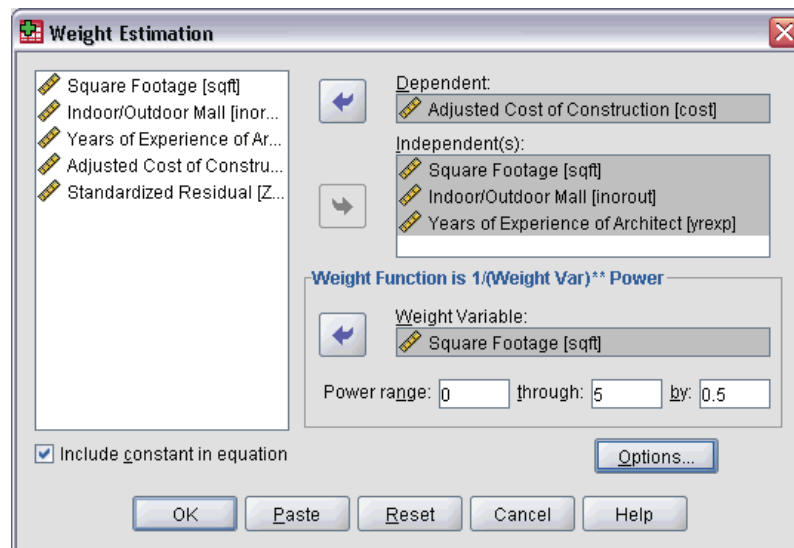 Weight Estimation
Square Footage [sqft]
Indoor/Outdoor Mall [inor...
Years of Experience of Ar...
Adjusted Cost of Constru...
Standardized Residual [Z...
Dependent:
Adjusted Cost of Construction [cost]
Independent(s):
Square Footage [sqft]
Indoor/Outdoor Mall [inorout]
Years of Experience of Architect [yrexp]
Weight Function is 1/(Weight Var)** Power
Weight Variable:
Square Footage [sqft]
Power range: 0 through: 5 by: 0.5
Include constant in equation
Options...
OK Paste Reset Cancel Help